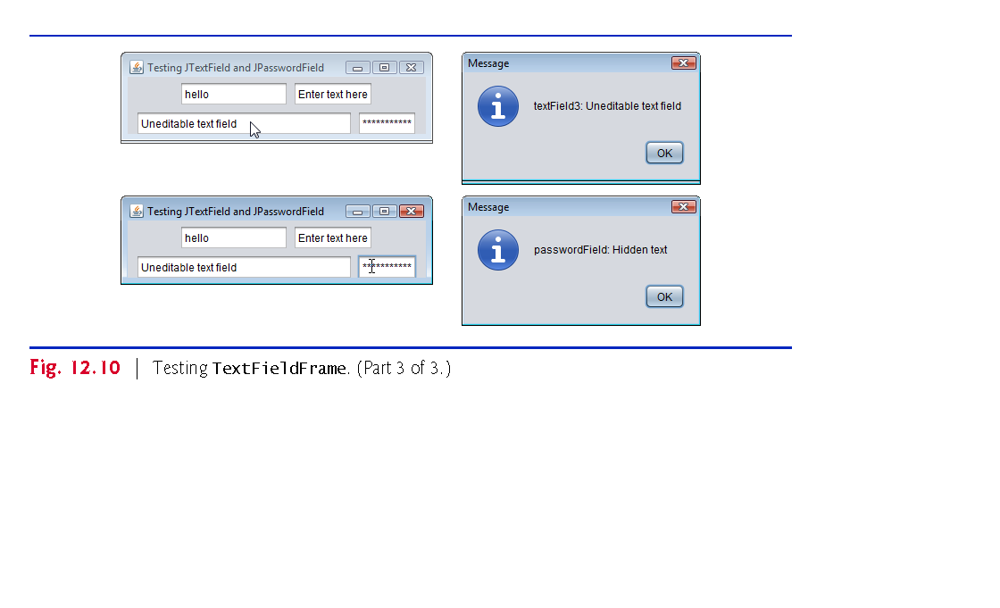 Testing JTextField and JPasswordField
hello
Enter text here
Uneditable text field
***********
Message
textField3: Uneditable text field
OK
Testing JTextField and JPasswordField
hello
Enter text here
Uneditable text field
***********
Message
passwordField: Hidden text
OK
Fig. 12.10 | Testing TextFieldFrame. (Part 3 of 3.)